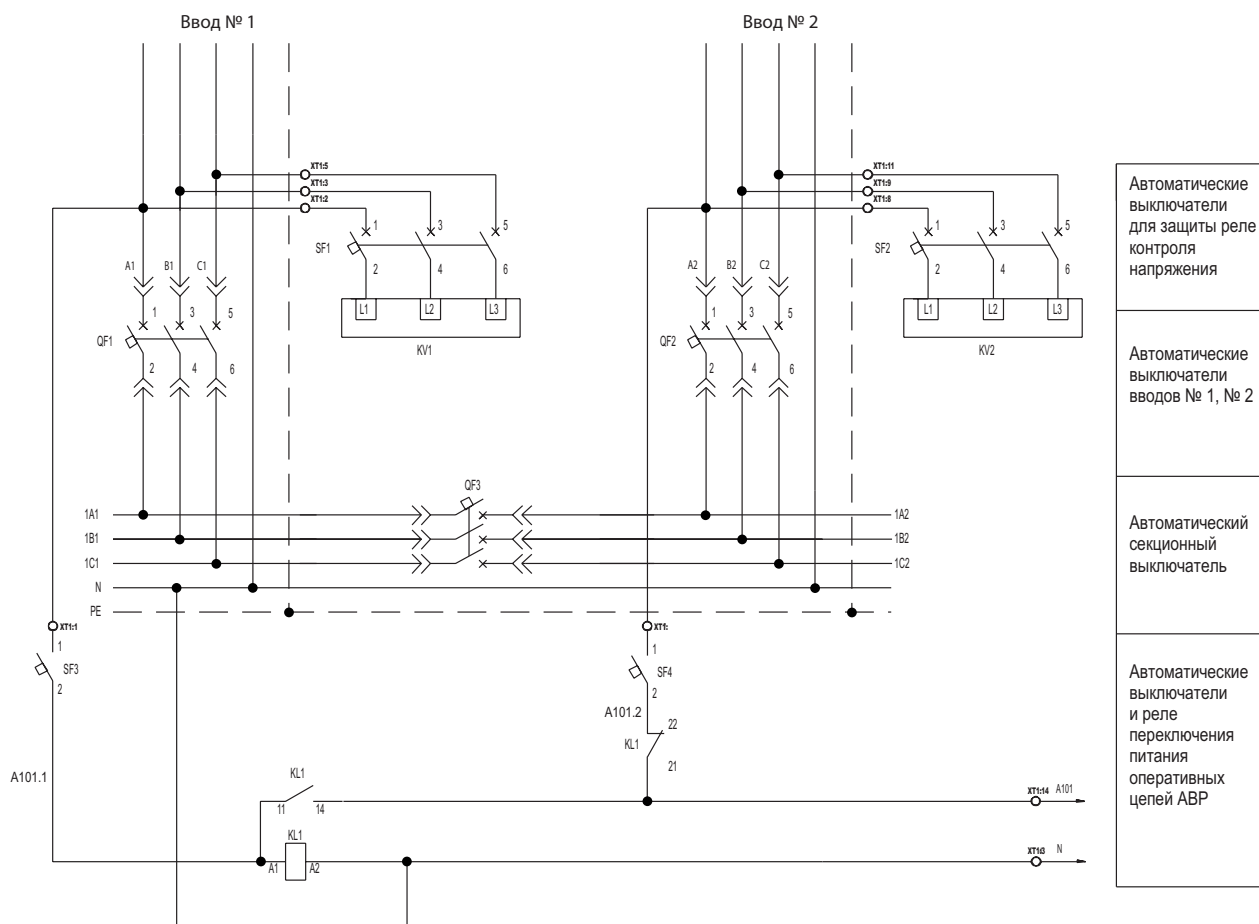 Ввод № 1
Ввод № 2
XT1:5
XT1:3
XT1:2
XT1:11
XT1:9
XT1:8
1
3
5
SF1
2
4
6
L1
L2
L3
KV1
1
3
5
SF2
2
4
6
L1
L2
L3
KV2
A1
B1
C1
1
3
5
QF1
2
4
6
A2
B2
C2
1
3
5
QF2
2
4
6
QF3
1A1
1A2
1B1
1B2
1C1
1C2
N
PE
XT1:1
1
SF3
2
A101.1
XT1:
1
SF4
2
A101.2
22
KL1
21
KL1
11
14
XT1:14
A101
KL1
A1
A2
N
Автоматические
выключатели
для защиты реле
контроля
напряжения
Автоматические
выключатели
вводов № 1, № 2
Автоматический
секционный
выключатель
Автоматические
выключатели
и реле
переключения
питания
оперативных
цепей АВР